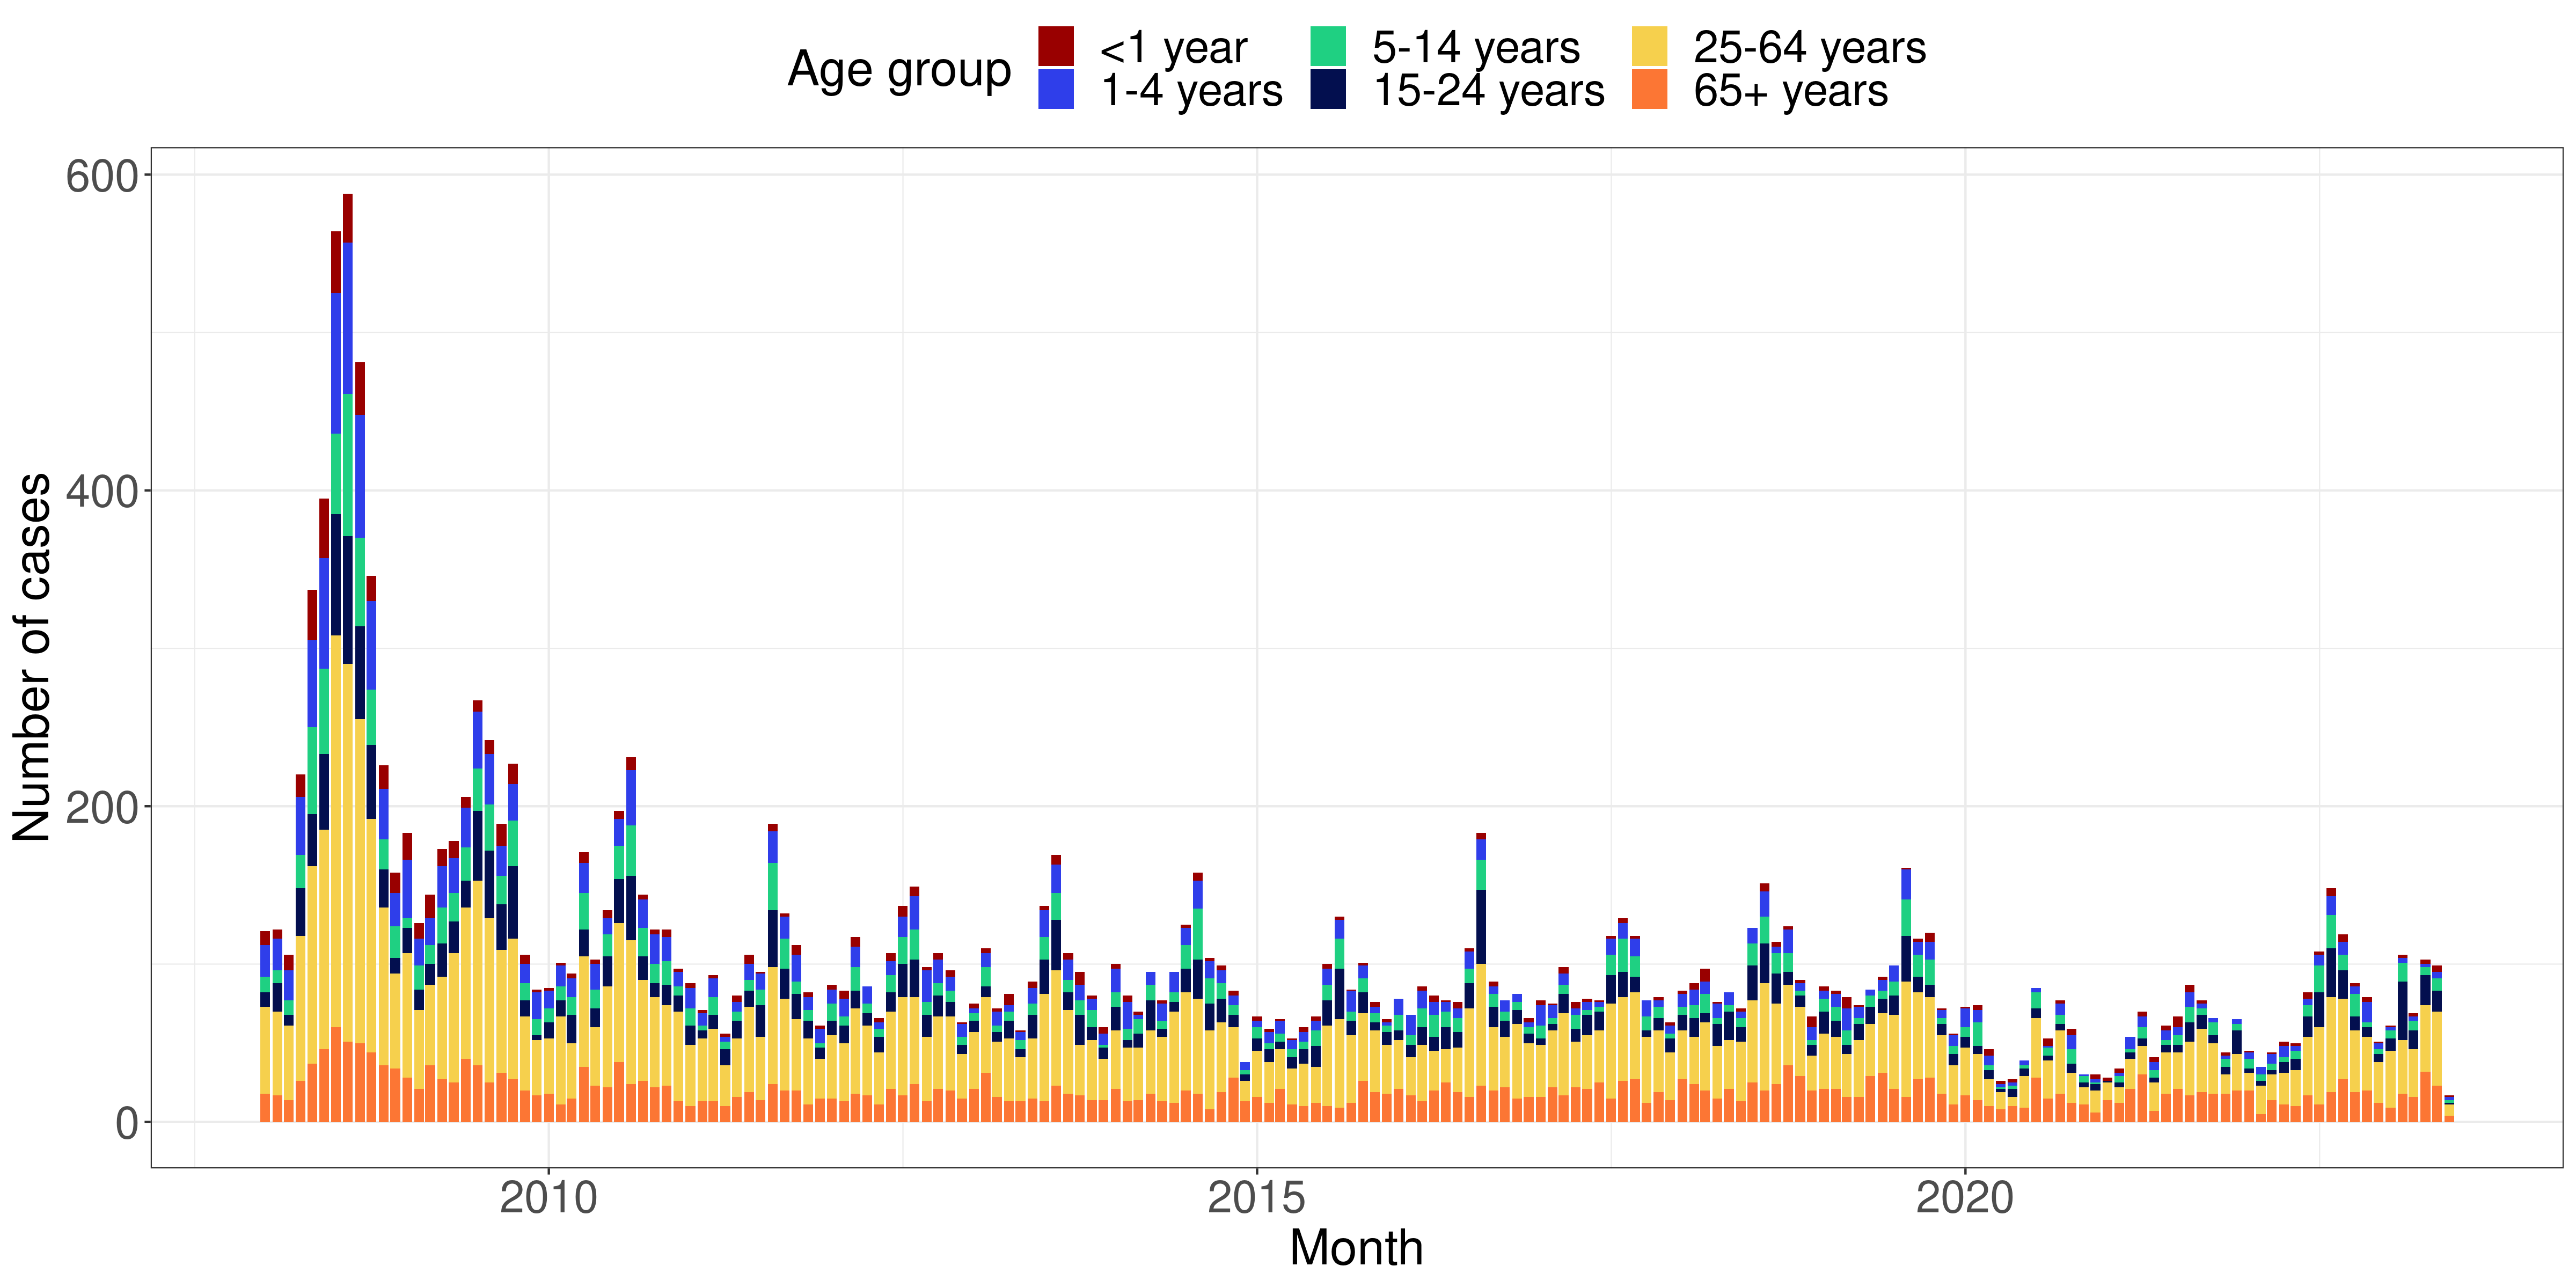 Age group
<1 year
5-14 years
25-64 years
1-4 years
15-24 years
65+ years
Number of cases
600
400
200
0
2010
2015
2020
Month